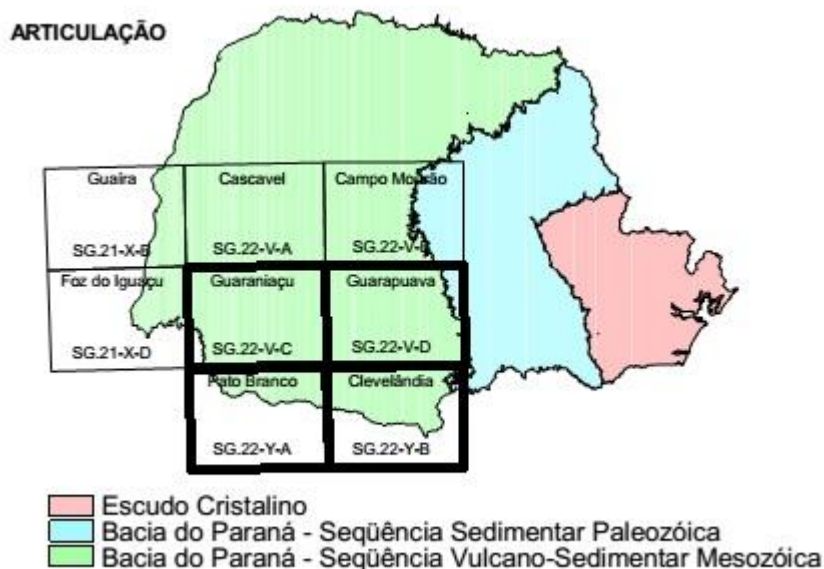 ARTICULAÇÃO
Guaíra
Cascavel
Campo Mourão
SG.21-X-B
SG.22-V-A
SG.22-V-B
Foz do Iguaçu
Guaraniaçu
Guarapuava
SG.21-X-D
SG.22-V-C
SG.22-V-D
Pato Branco
Clevelândia
SG.22-Y-A
SG.22-Y-B
Escudo Cristalino
Bacia do Paraná - Seqüência Sedimentar Paleozóica
Bacia do Paraná - Seqüência Vulcano-Sedimentar Mesozóica